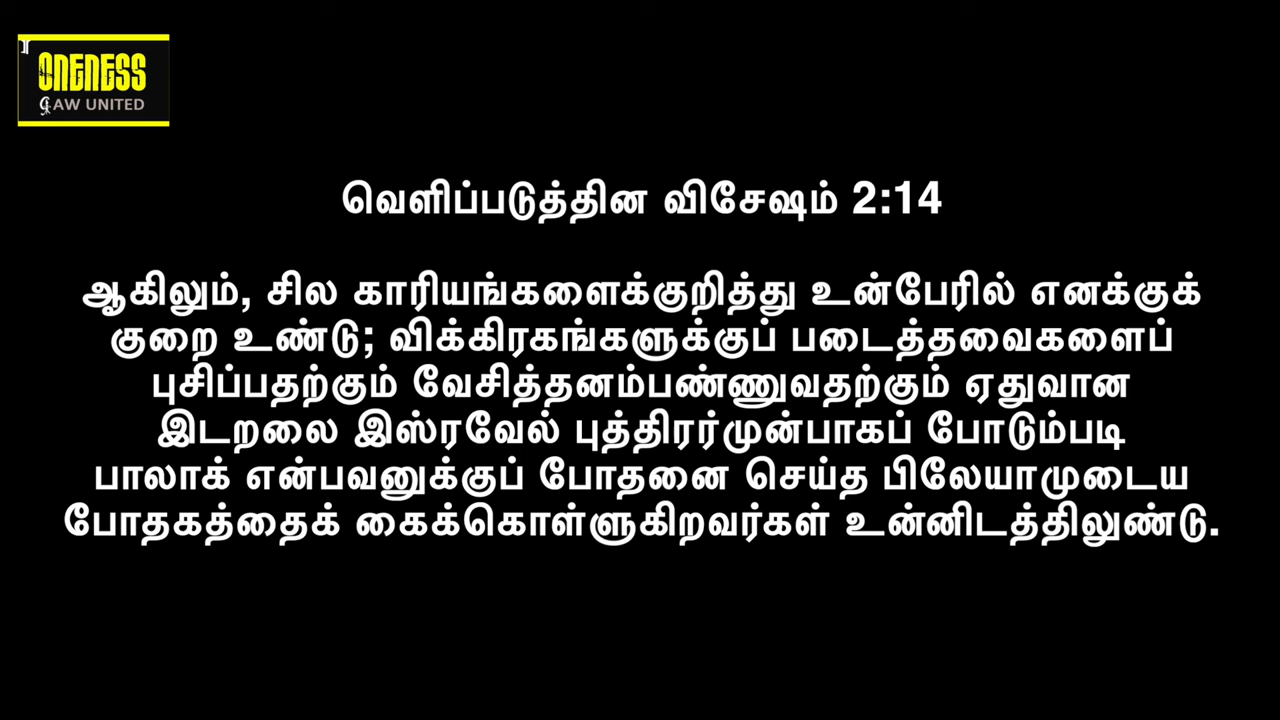 ONENESS
LAW UNITED
வெளிப்படுத்தின விசேஷம் 2:14
ஆகிலும், சில காரியங்களைக்குறித்து உன்பேரில் எனக்குக்
குறை உண்டு; விக்கிரகங்களுக்குப் படைத்தவைகளைப்
புசிப்பதற்கும் வேசித்தனம்பண்ணுவதற்கும் ஏதுவான
இடறலை இஸ்ரவேல் புத்திரர்முன்பாகப் போடும்படி
பாலாக் என்பவனுக்குப் போதனை செய்த பிலேயாமுடைய
போதகத்தைக் கைக்கொள்ளுகிறவர்கள் உன்னிடத்திலுண்டு.